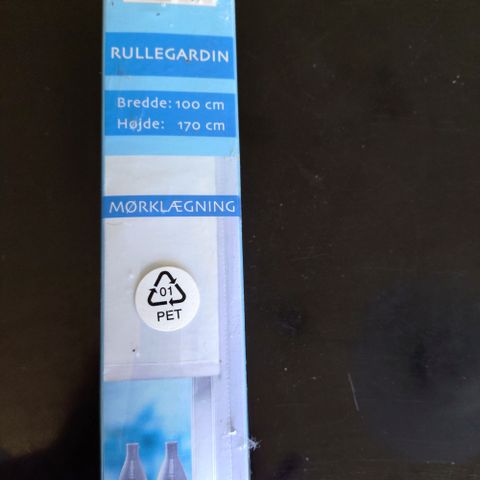 RULLEGARDIN
Bredde: 100 cm
Højde: 170 cm
MØRKLÆGNING
01
PET